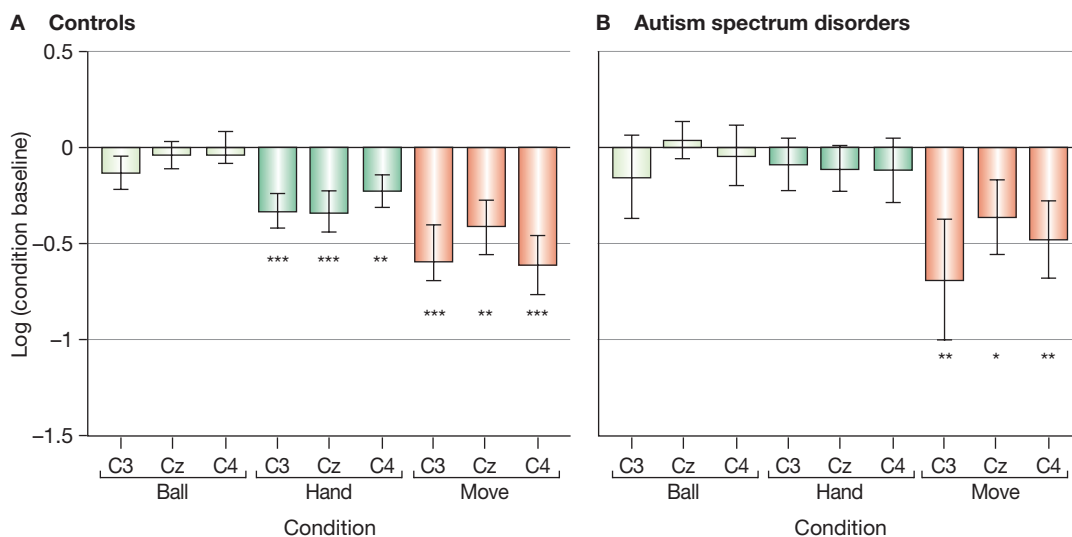 A Controls
B Autism spectrum disorders
Log (condition baseline)
0.5
0
−0.5
−1
−1.5
*** *** **
*** ** ***
** * **
C3 Cz C4 C3 Cz C4 C3 Cz C4
Ball Hand Move
Condition
C3 Cz C4 C3 Cz C4 C3 Cz C4
Ball Hand Move
Condition